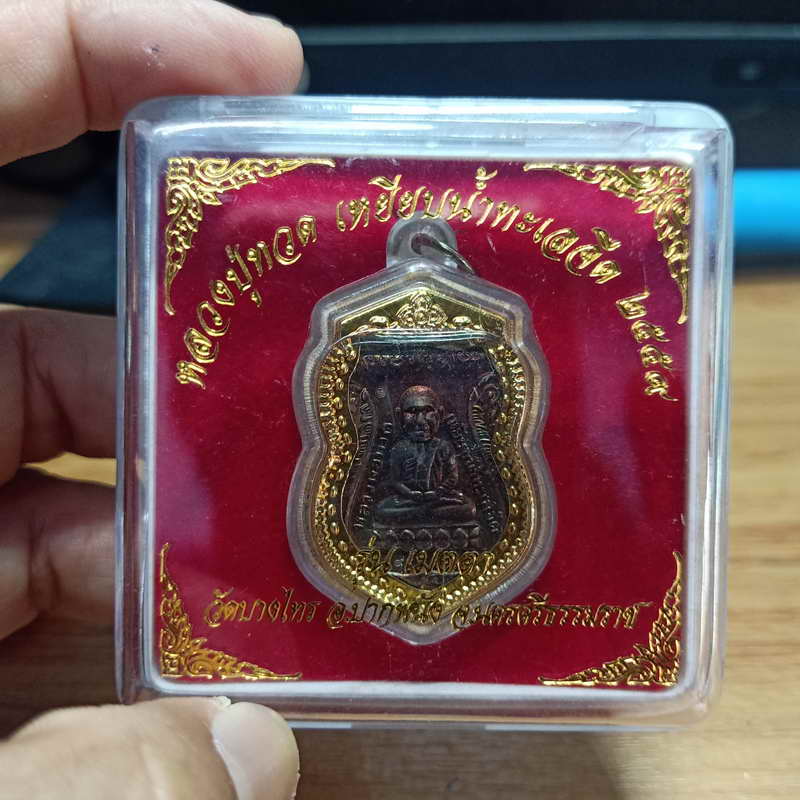 หลวงปู่ทวด เหยียบน้ำทะเลจืด ๒๕๕๙
รุ่น เมตตา
วัดบางไทร อ.ปากพนัง จ.นครศรีธรรมราช